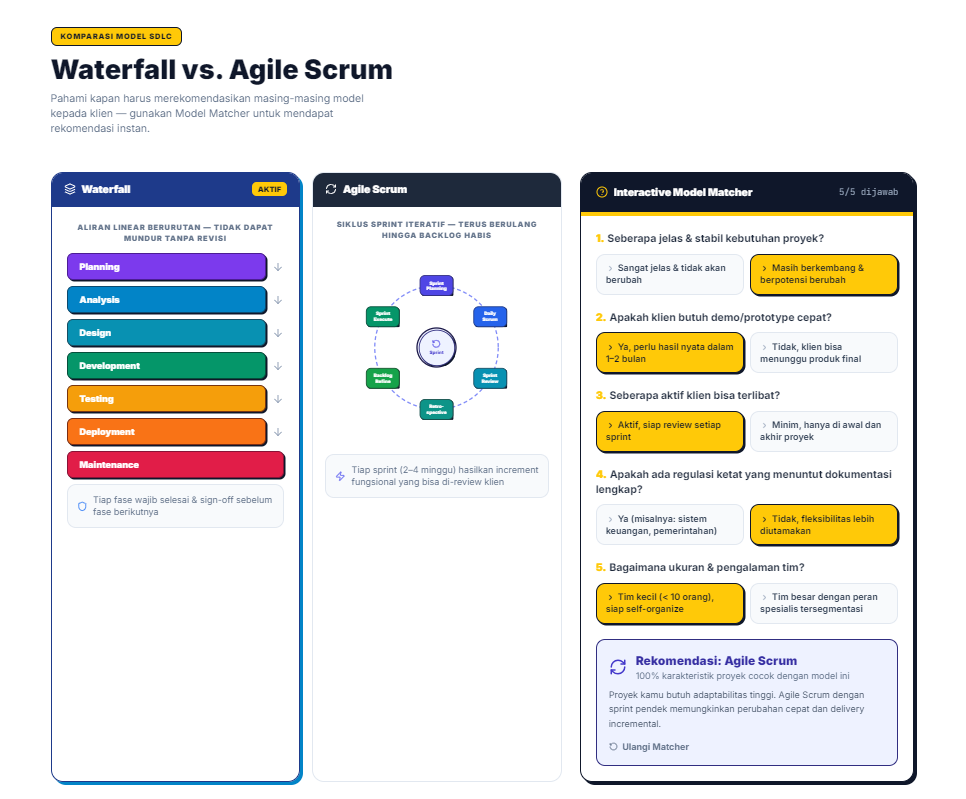 KOMPARASI MODEL SDLC
Waterfall vs. Agile Scrum
Pahami kapan harus merekomendasikan masing-masing model
kepada klien — gunakan Model Matcher untuk mendapat
rekomendasi instan.
Waterfall
AKTIF
ALIRAN LINEAR BERURUTAN — TIDAK DAPAT
MUNDUR TANPA REVISI
Planning
Analysis
Design
Development
Testing
Deployment
Maintenance
Tiap fase wajib selesai & sign-off sebelum
fase berikutnya
Agile Scrum
SIKLUS SPRINT ITERATIF — TERUS BERULANG
HINGGA BACKLOG HABIS
Sprint
Planning
Daily
Scrum
Sprint
Review
Retro-
spective
Backlog
Refine
Sprint
Execute
Sprint
Tiap sprint (2–4 minggu) hasilkan increment
fungsional yang bisa di-review klien
Interactive Model Matcher
5/5 dijawab
1. Seberapa jelas & stabil kebutuhan proyek?
Sangat jelas & tidak akan
berubah
Masih berkembang &
berpotensi berubah
2. Apakah klien butuh demo/prototype cepat?
Ya, perlu hasil nyata dalam
1–2 bulan
Tidak, klien bisa
menunggu produk final
3. Seberapa aktif klien bisa terlibat?
Aktif, siap review setiap
sprint
Minim, hanya di awal dan
akhir proyek
4. Apakah ada regulasi ketat yang menuntut dokumentasi
lengkap?
Ya (misalnya: sistem
keuangan, pemerintahan)
Tidak, fleksibilitas lebih
diutamakan
5. Bagaimana ukuran & pengalaman tim?
Tim kecil (< 10 orang),
siap self-organize
Tim besar dengan peran
spesialis tersegmentasi
Rekomendasi: Agile Scrum
100% karakteristik proyek cocok dengan model ini
Proyek kamu butuh adaptabilitas tinggi. Agile Scrum dengan
sprint pendek memungkinkan perubahan cepat dan delivery
incremental.
Ulangi Matcher